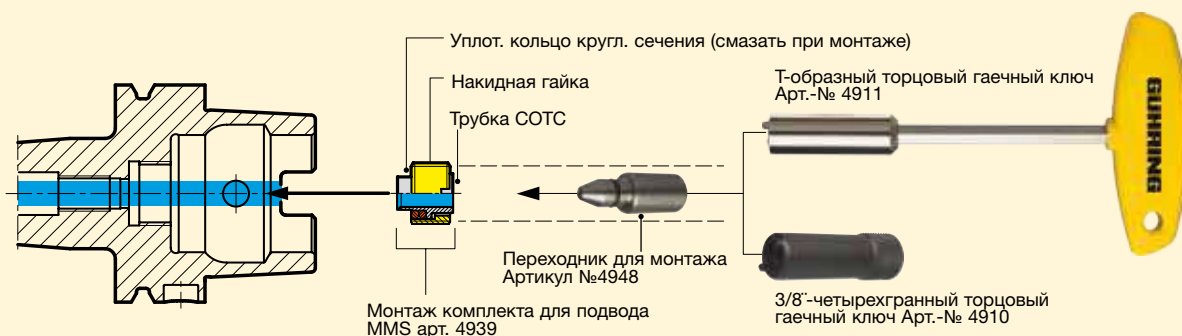 Уплот. кольцо кругл. сечения (смазать при монтаже)
Накидная гайка
Трубка СОТС
Т-образный торцовый гаечный ключ
Арт.-№ 4911
GUHRING
Переходник для монтажа
Артикул №4948
3/8¨-четырехгранный торцовый
гаечный ключ Арт.-№ 4910
Монтаж комплекта для подвода
MMS арт. 4939